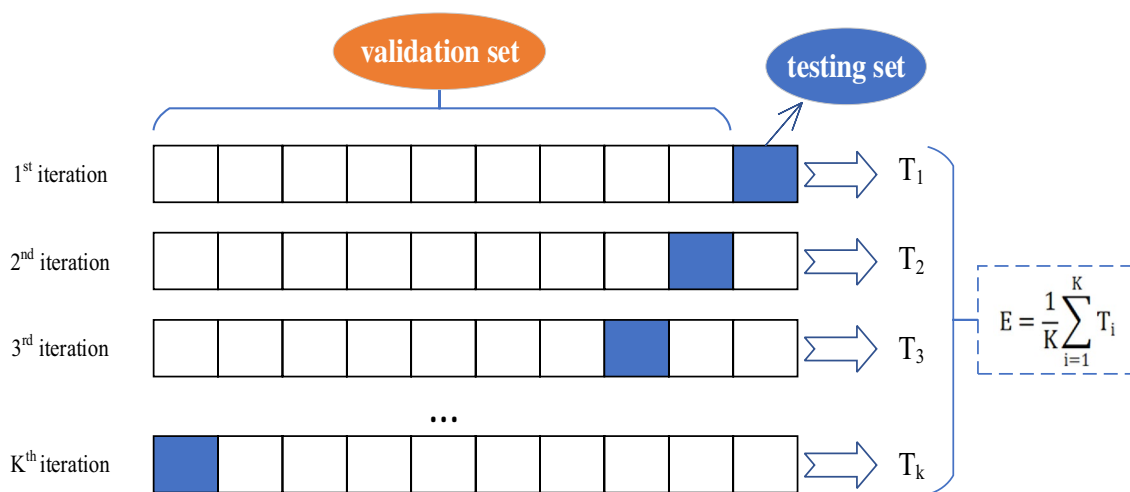 validation set
testing set
1st iteration
T1
2nd iteration
T2
3rd iteration
T3
E = 1/K ∑ K i=1 Ti
...
Kth iteration
Tk